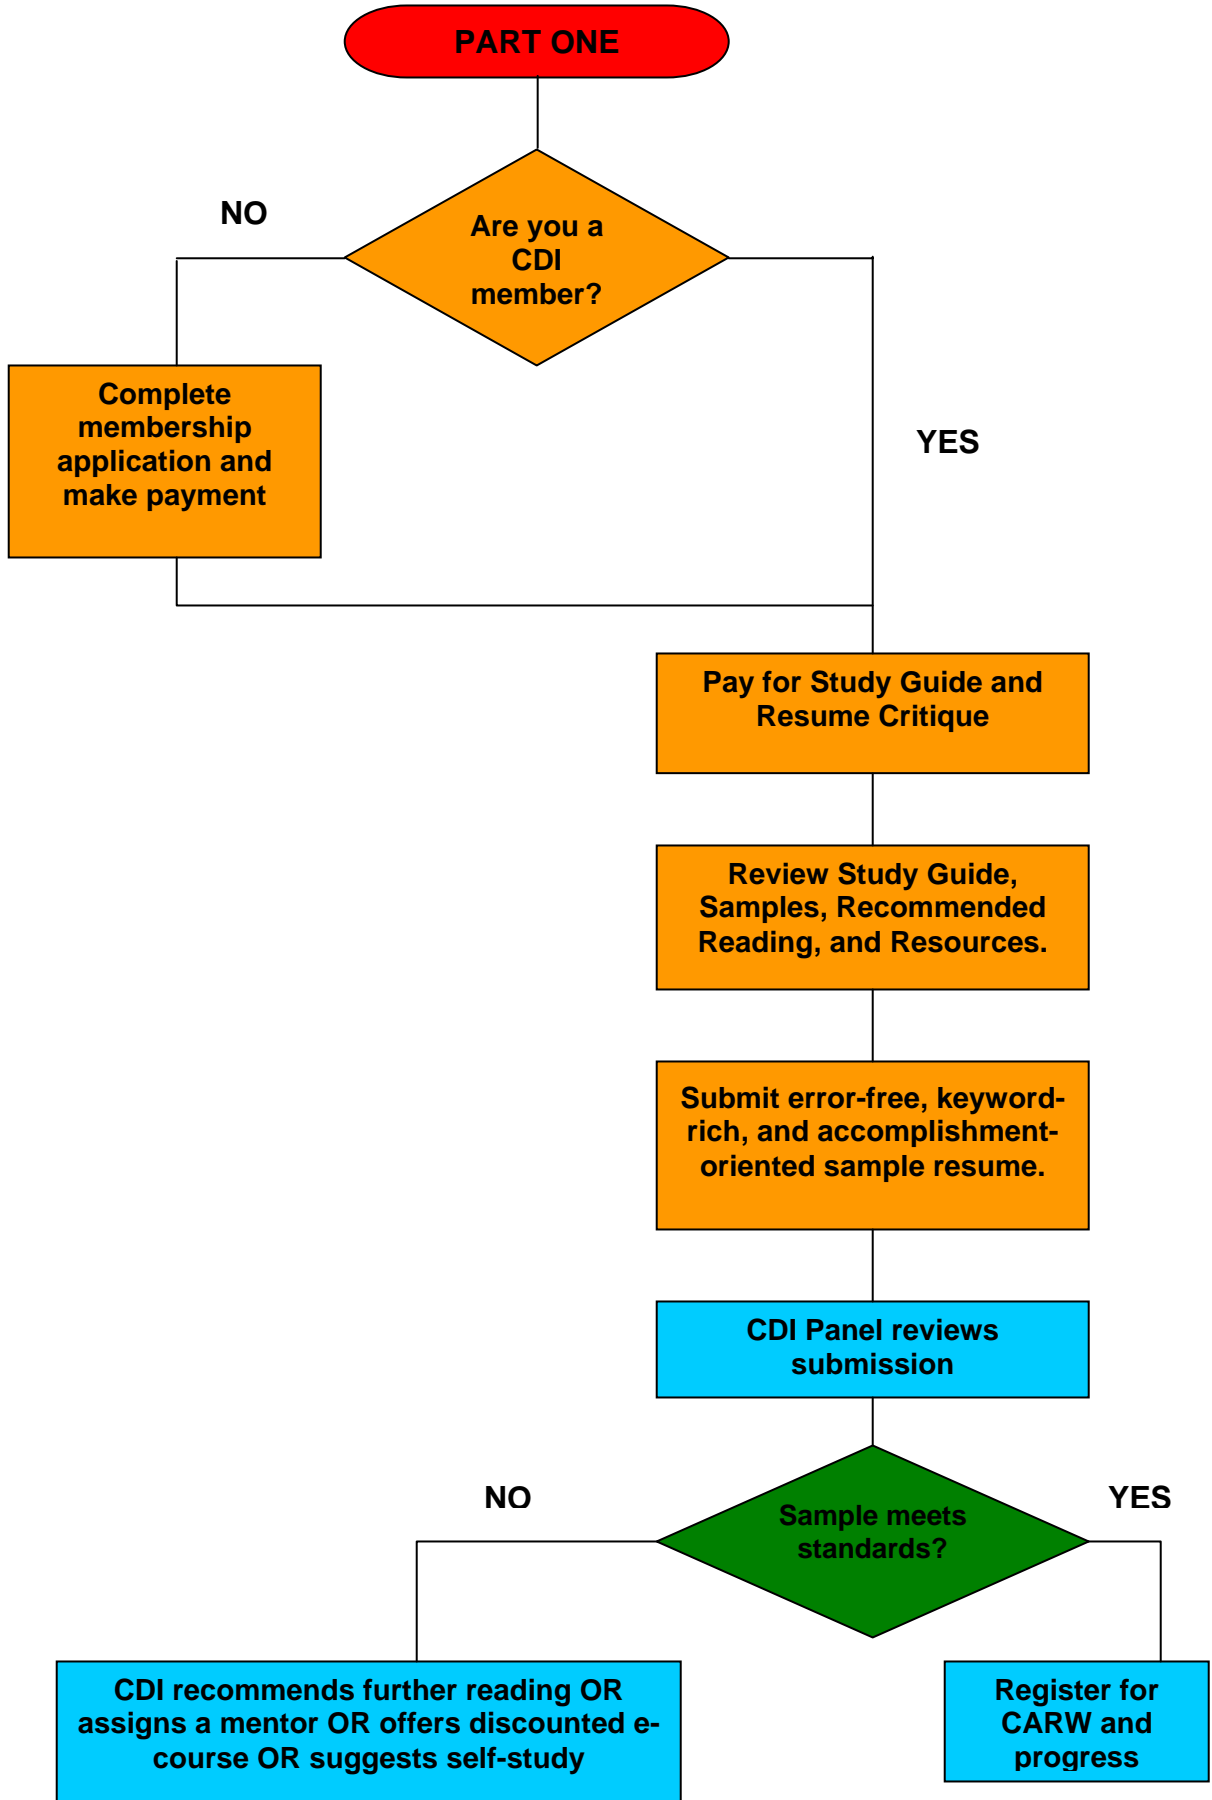 PART ONE
NO
Are you a
CDI
member?
Complete
membership
application and
make payment
YES
Pay for Study Guide and
Resume Critique
Review Study Guide,
Samples, Recommended
Reading, and Resources.
Submit error-free, keyword-
rich, and accomplishment-
oriented sample resume.
CDI Panel reviews
submission
NO
YES
Sample meets
standards?
CDI recommends further reading OR
assigns a mentor OR offers discounted e-
course OR suggests self-study
Register for
CARW and
progress